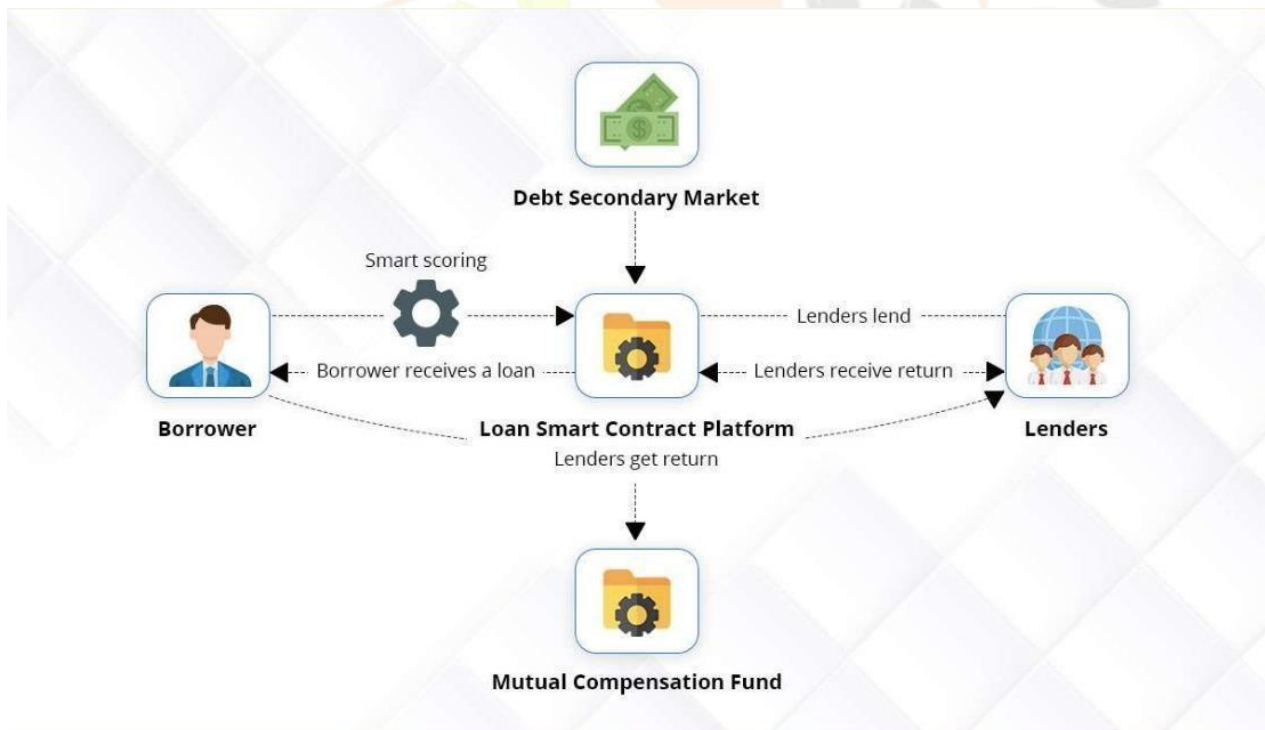 Debt Secondary Market
Smart scoring
Lenders lend
Borrower receives a loan
Lenders receive return
Borrower
Loan Smart Contract Platform
Lenders
Lenders get return
Mutual Compensation Fund